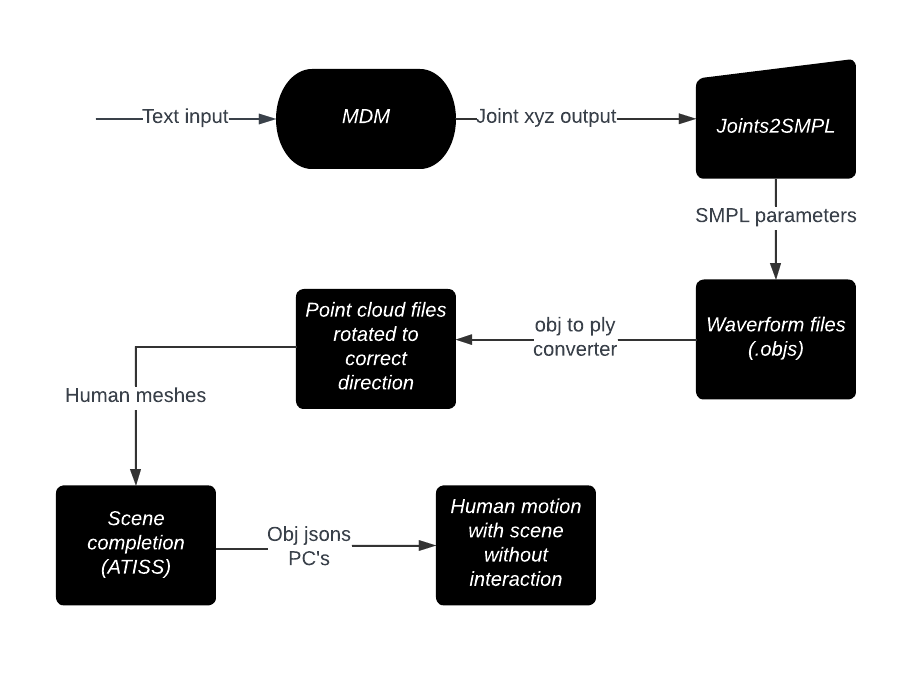 Text input
MDM
Joint xyz output
Joints2SMPL
SMPL parameters
Waverform files
(.objs)
obj to ply
converter
Point cloud files
rotated to
correct
direction
Human meshes
Scene
completion
(ATISS)
Obj jsons
PC's
Human motion
with scene
without
interaction